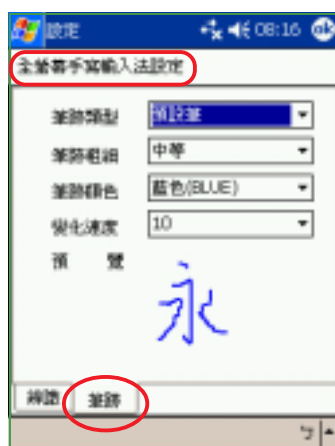 設定 08:16 ok
全螢幕手寫輸入法設定
筆跡類型 預設筆
筆跡粗細 中等
筆跡顏色 藍色(BLUE)
變化速度 10
預 覽
永
辨識 筆跡
ㄅ